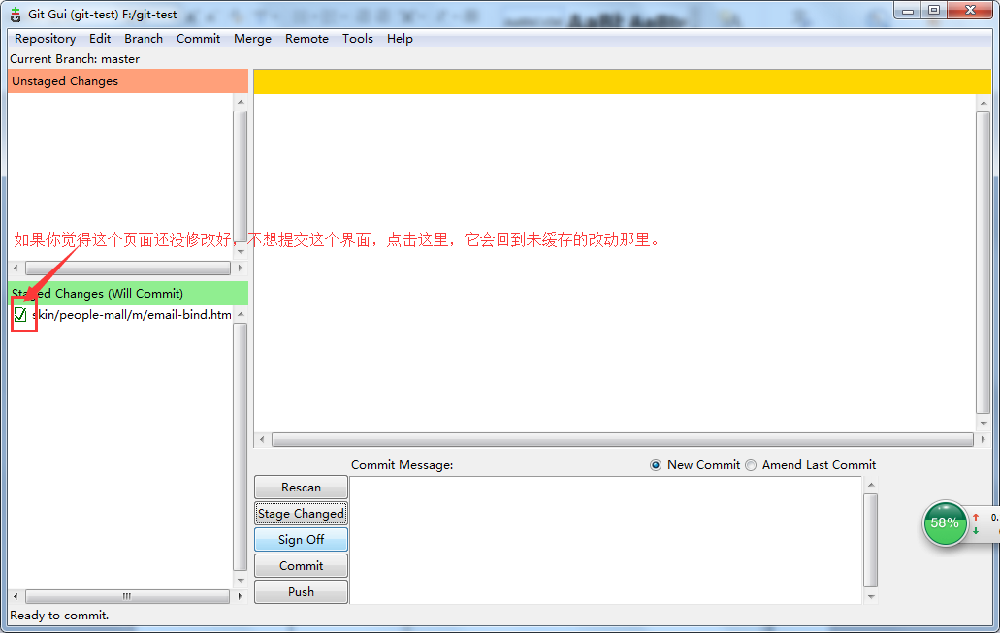 Git Gui (git-test) F:/git-test
Repository Edit Branch Commit Merge Remote Tools Help
Current Branch: master
Unstaged Changes
如果你觉得这个页面还没修改好，不想提交这个界面，点击这里，它会回到未缓存的改动那里。
Staged Changes (Will Commit)
skin/people-mall/m/email-bind.htm
Commit Message:
New Commit
Amend Last Commit
Rescan
Stage Changed
Sign Off
Commit
Push
58%
0.
Ready to commit.